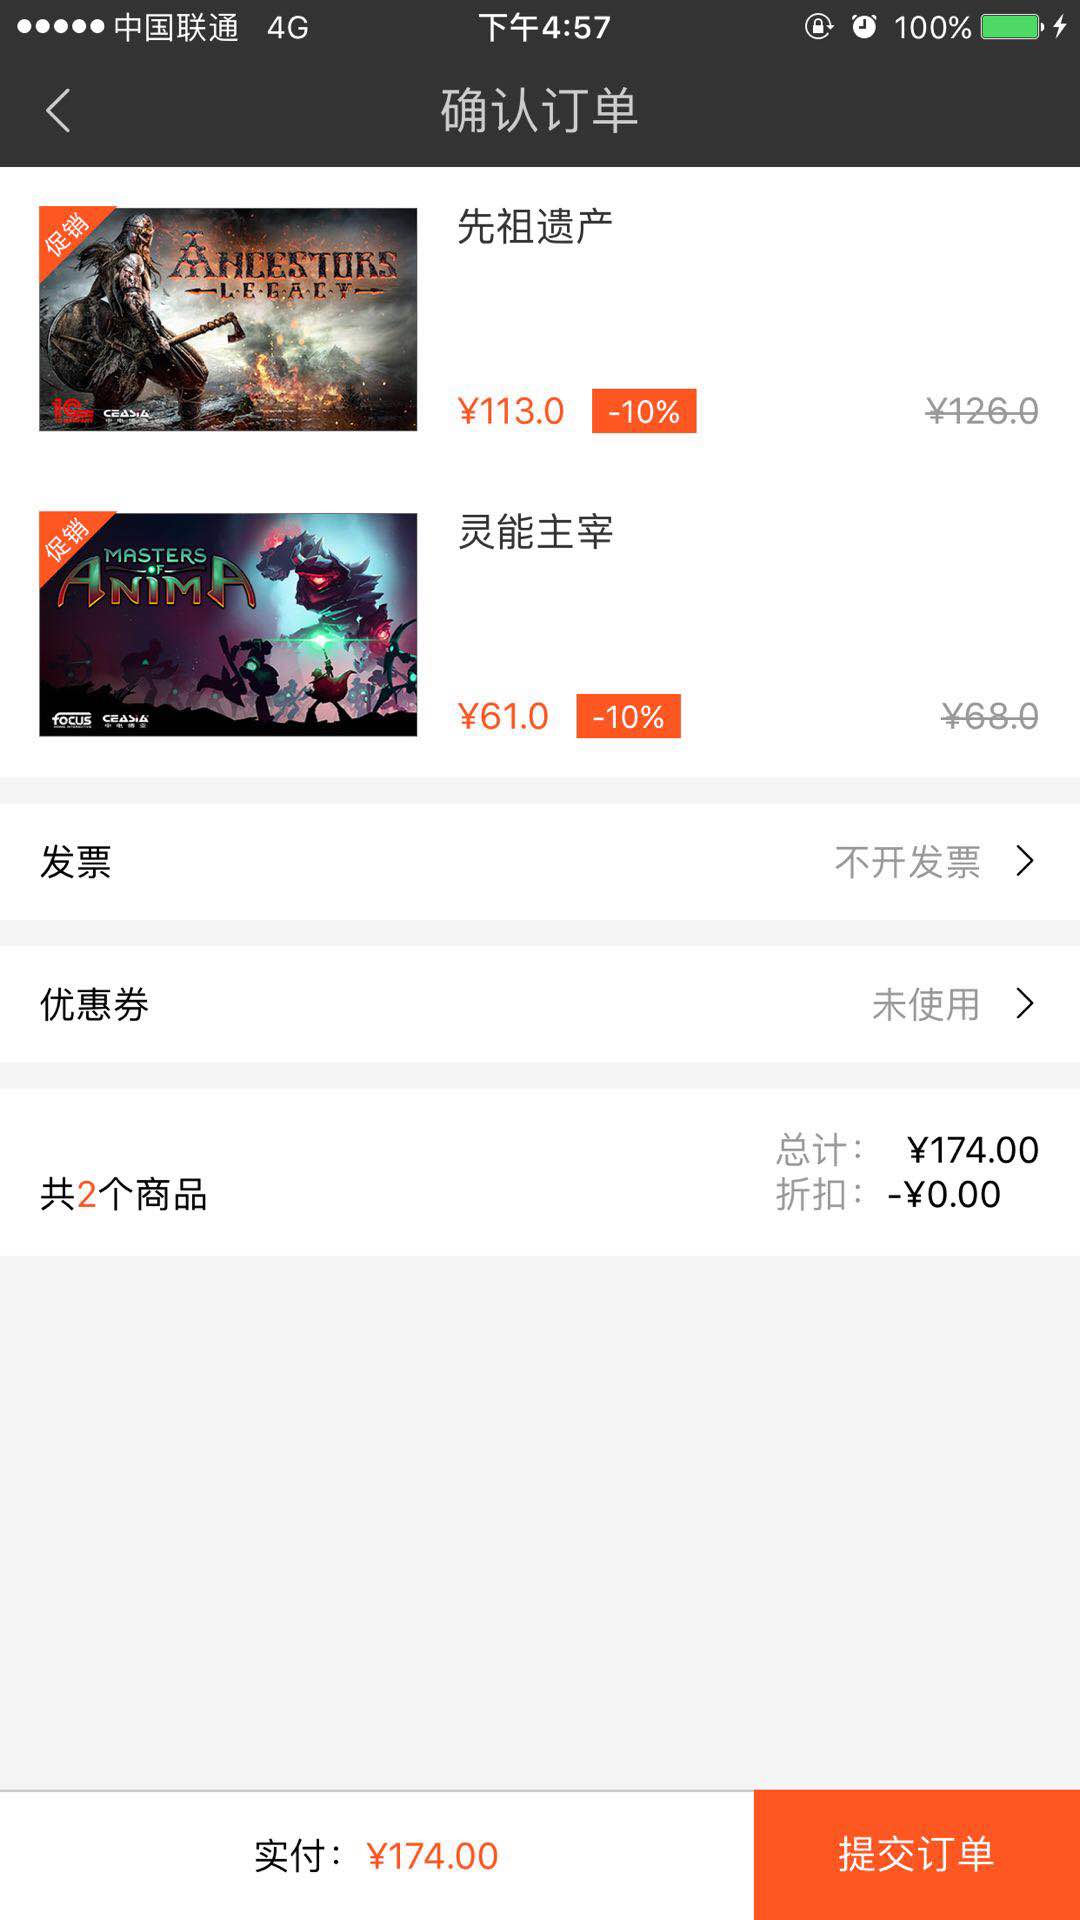 中国联通 4G 下午4:57 100%
确认订单
促销
ANCESTORS
LEGACY
CEASIA
先祖遗产
¥113.0 -10% ¥126.0
促销
MASTERS
OF
ANIMA
FOCUS CEASIA
灵能主宰
¥61.0 -10% ¥68.0
发票 不开发票
优惠券 未使用
总计： ¥174.00
共2个商品 折扣： -¥0.00
实付： ¥174.00 提交订单